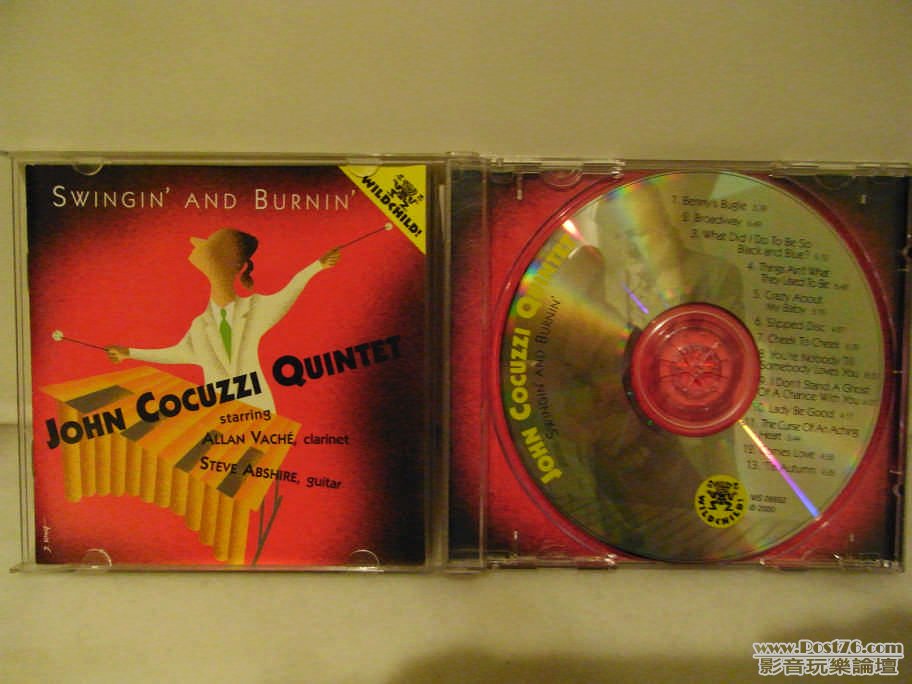 SWINGIN' AND BURNIN'
WILDCHILD!
JOHN COCUZZI QUINTET
starring
ALLAN VACHÉ, clarinet
STEVE ABSHIRE, guitar
JOHN COCUZZI QUINTET
SWINGIN' AND BURNIN'
1. Benny's Bugle
2. Broadway
3. What Did I Do To Be So
Black and Blue?
4. Things Ain't What
They Used To Be
5. Crazy About
My Baby
6. Slipped Disc
7. Cheek To Cheek
8. You're Nobody 'Till
Somebody Loves You
9. I Don't Stand A Ghost
Of A Chance With You
10. Lady Be Good
11. The Curse Of An Aching
Heart
12. Comes Love
13. 'Tis Autumn
WILDCHILD!
© 2000
www.Post76.com
影音玩樂論壇